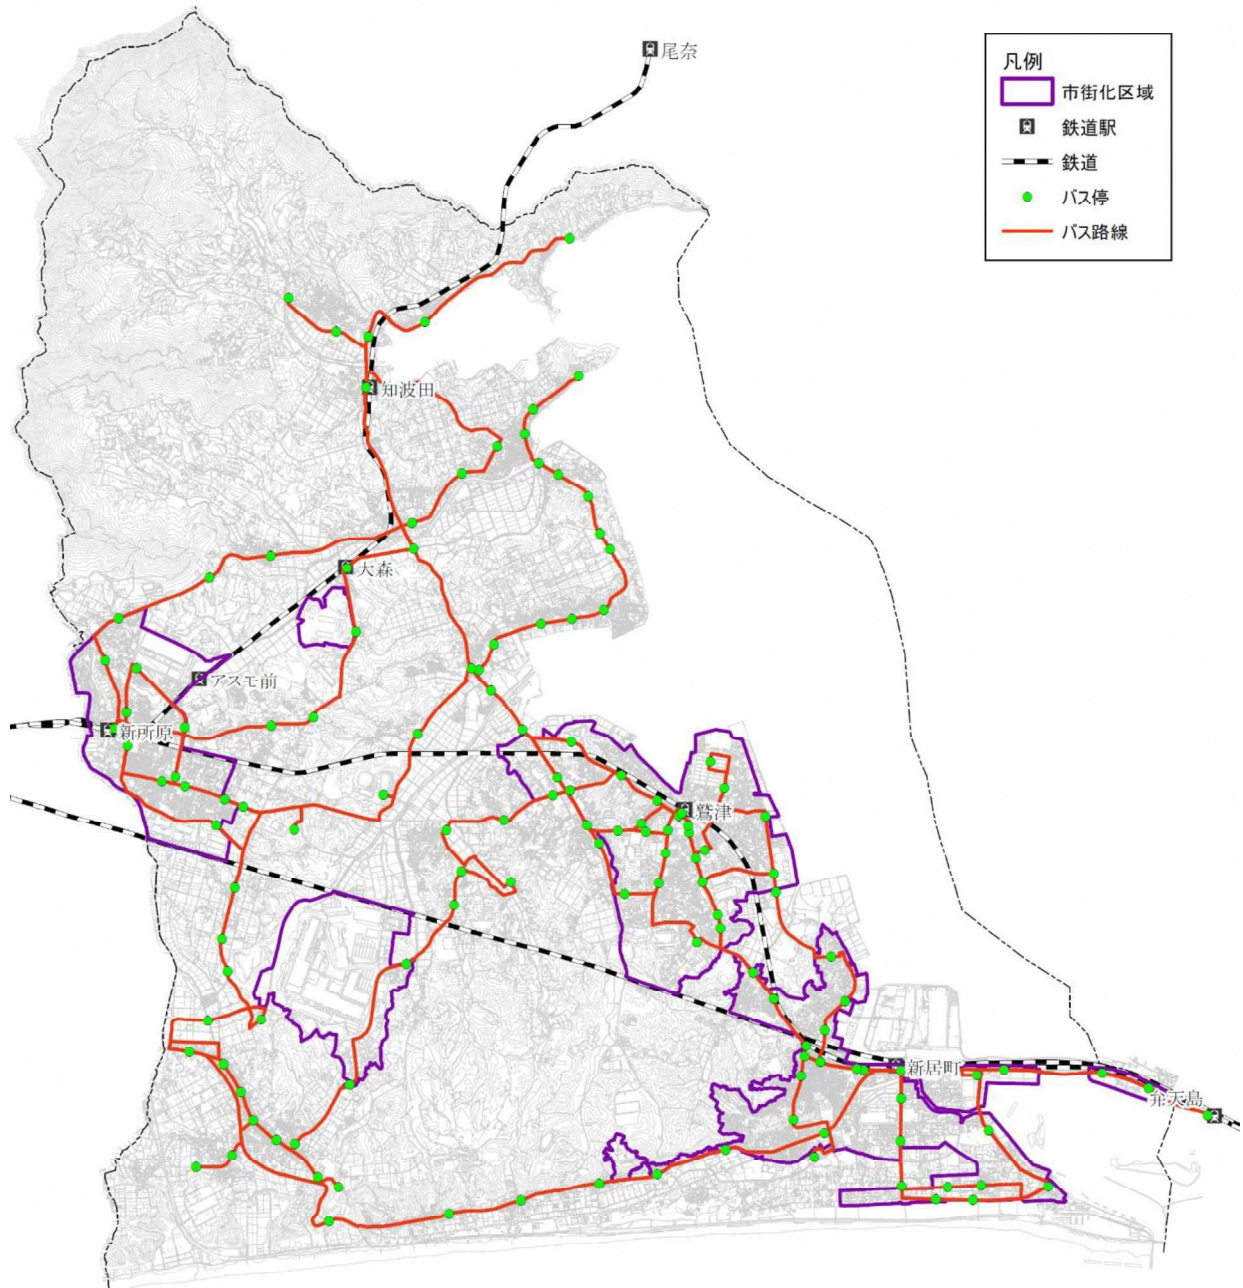 尾奈
凡例
市街化区域
鉄道駅
鉄道
バス停
バス路線
知波田
大森
アスモ前
新所原
鷲津
新居町
弁天島